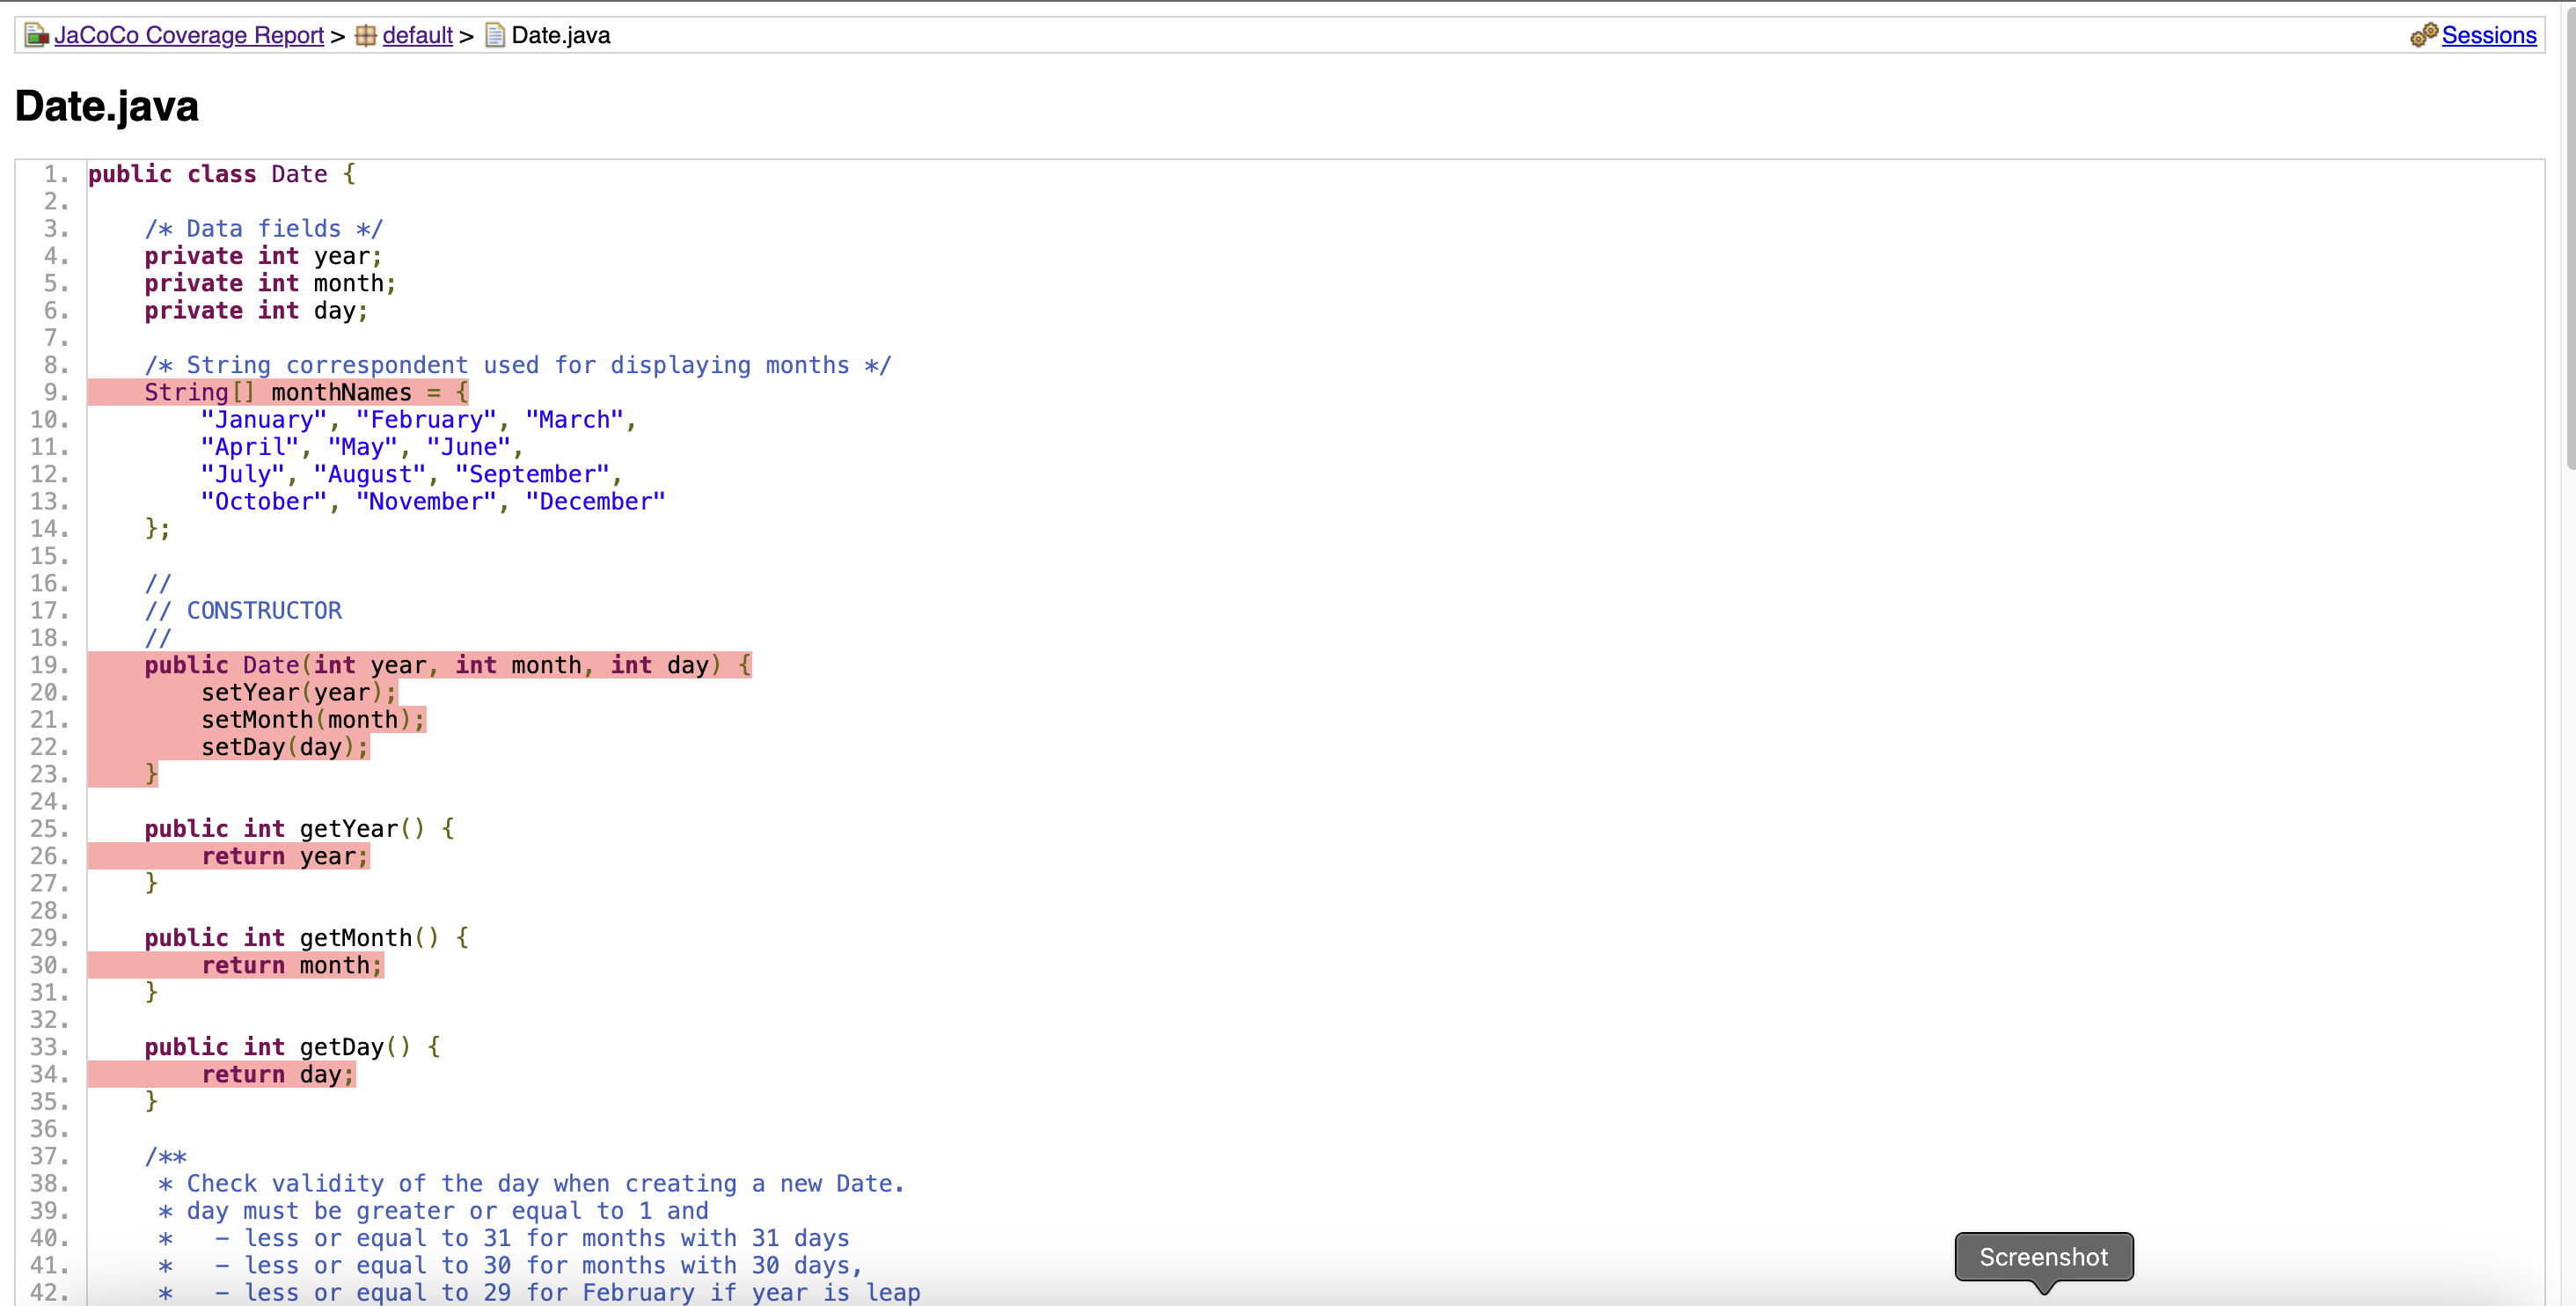 JaCoCo Coverage Report > default > Date.java Sessions
Date.java
1. public class Date {
2.
3.     /* Data fields */
4.     private int year;
5.     private int month;
6.     private int day;
7.
8.     /* String correspondent used for displaying months */
9.     String[] monthNames = {
10.         "January", "February", "March",
11.         "April", "May", "June",
12.         "July", "August", "September",
13.         "October", "November", "December"
14.     };
15.
16.     //
17.     // CONSTRUCTOR
18.     //
19.     public Date(int year, int month, int day) {
20.         setYear(year);
21.         setMonth(month);
22.         setDay(day);
23.     }
24.
25.     public int getYear() {
26.         return year;
27.     }
28.
29.     public int getMonth() {
30.         return month;
31.     }
32.
33.     public int getDay() {
34.         return day;
35.     }
36.
37.     /**
38.      * Check validity of the day when creating a new Date.
39.      * day must be greater or equal to 1 and
40.      *   - less or equal to 31 for months with 31 days
41.      *   - less or equal to 30 for months with 30 days,
42.      *   - less or equal to 29 for February if year is leap
Screenshot